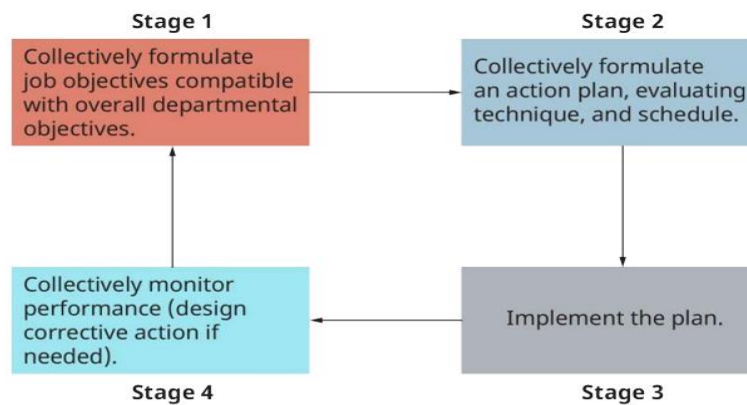 Stage 1
Collectively formulate
job objectives compatible
with overall departmental
objectives.
Stage 2
Collectively formulate
an action plan, evaluating
technique, and schedule.
Implement the plan.
Stage 3
Collectively monitor
performance (design
corrective action if
needed).
Stage 4